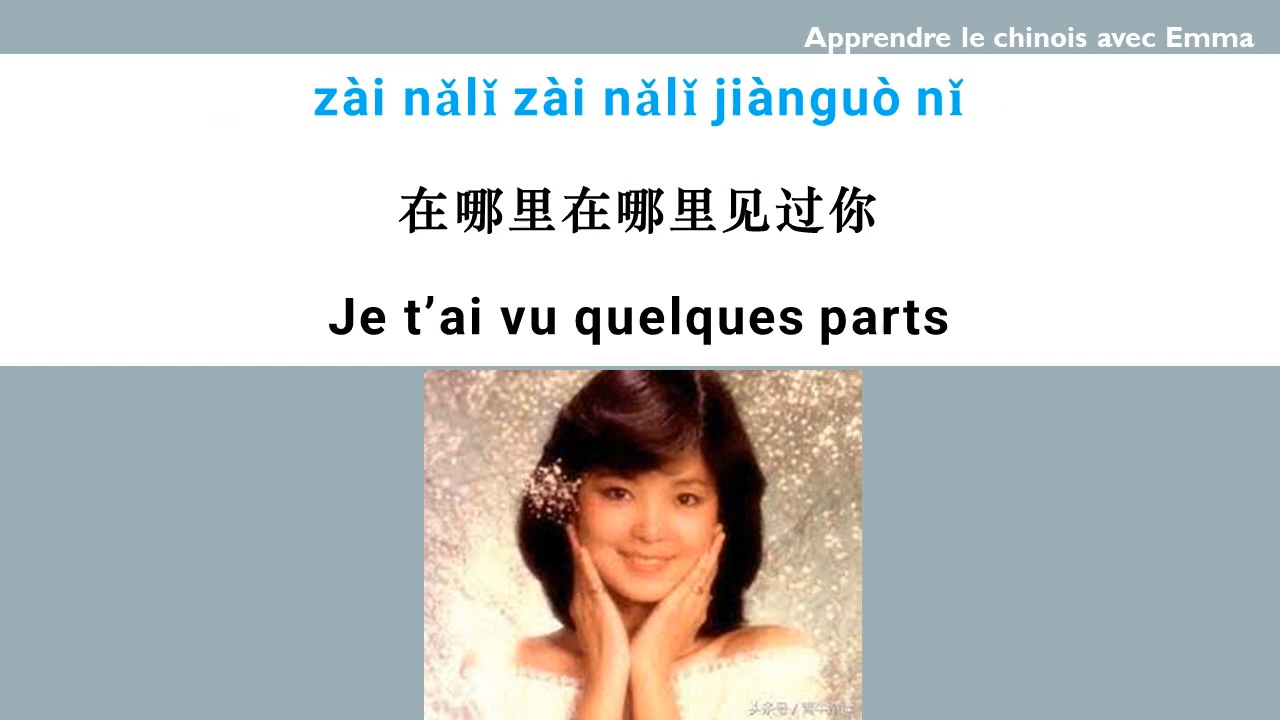 Apprendre le chinois avec Emma
zài nǎlǐ zài nǎlǐ jiànguò nǐ
在哪里在哪里见过你
Je t’ai vu quelques parts